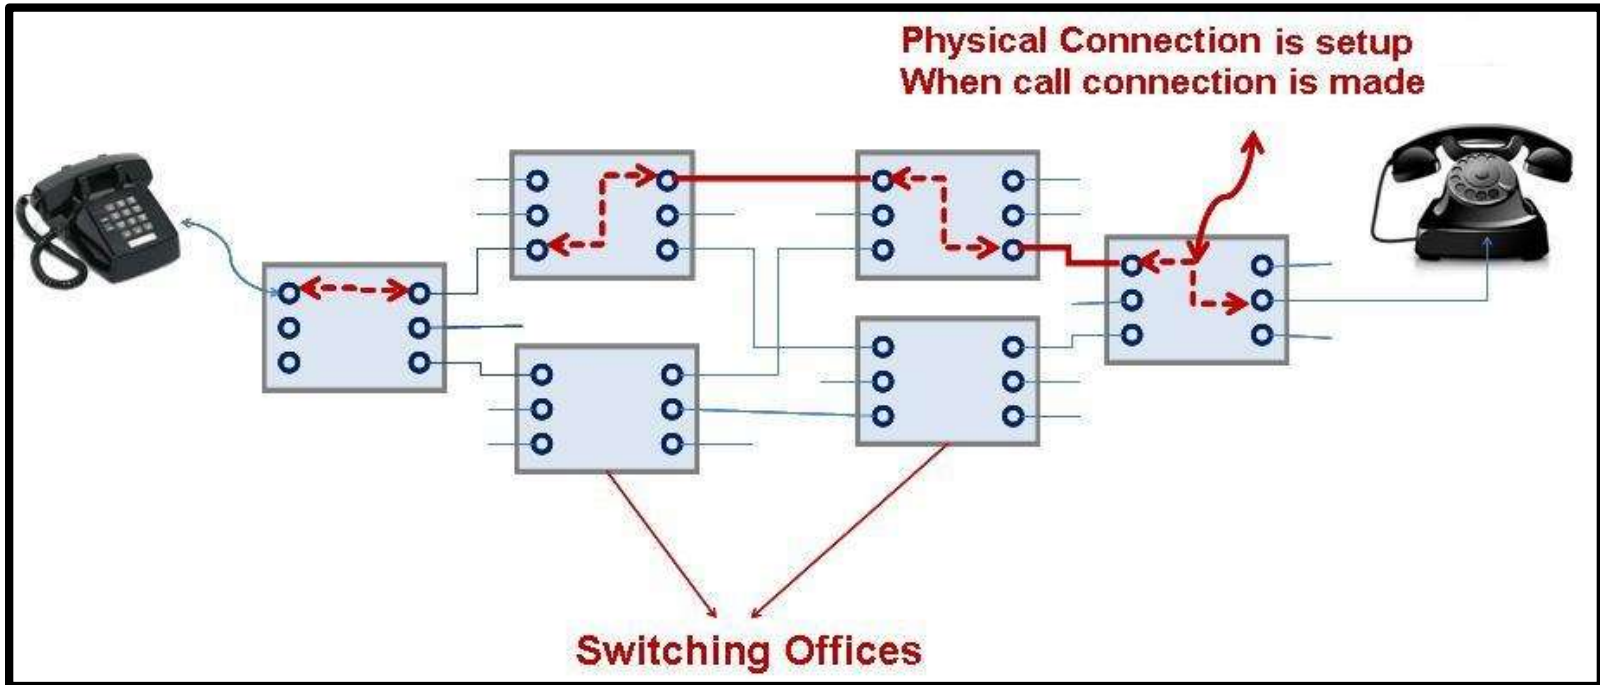 Physical Connection is setup
When call connection is made
Switching Offices